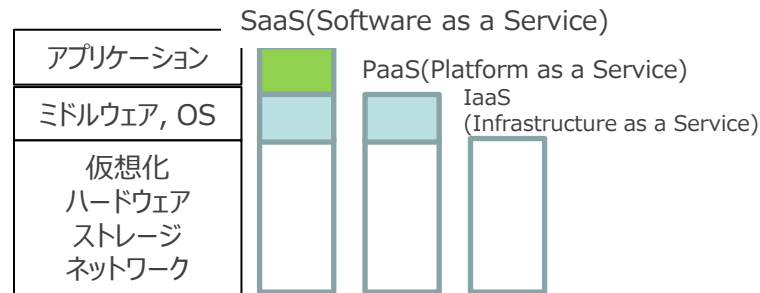 SaaS(Software as a Service)
アプリケーション
PaaS(Platform as a Service)
ミドルウェア, OS
IaaS
(Infrastructure as a Service)
仮想化
ハードウェア
ストレージ
ネットワーク